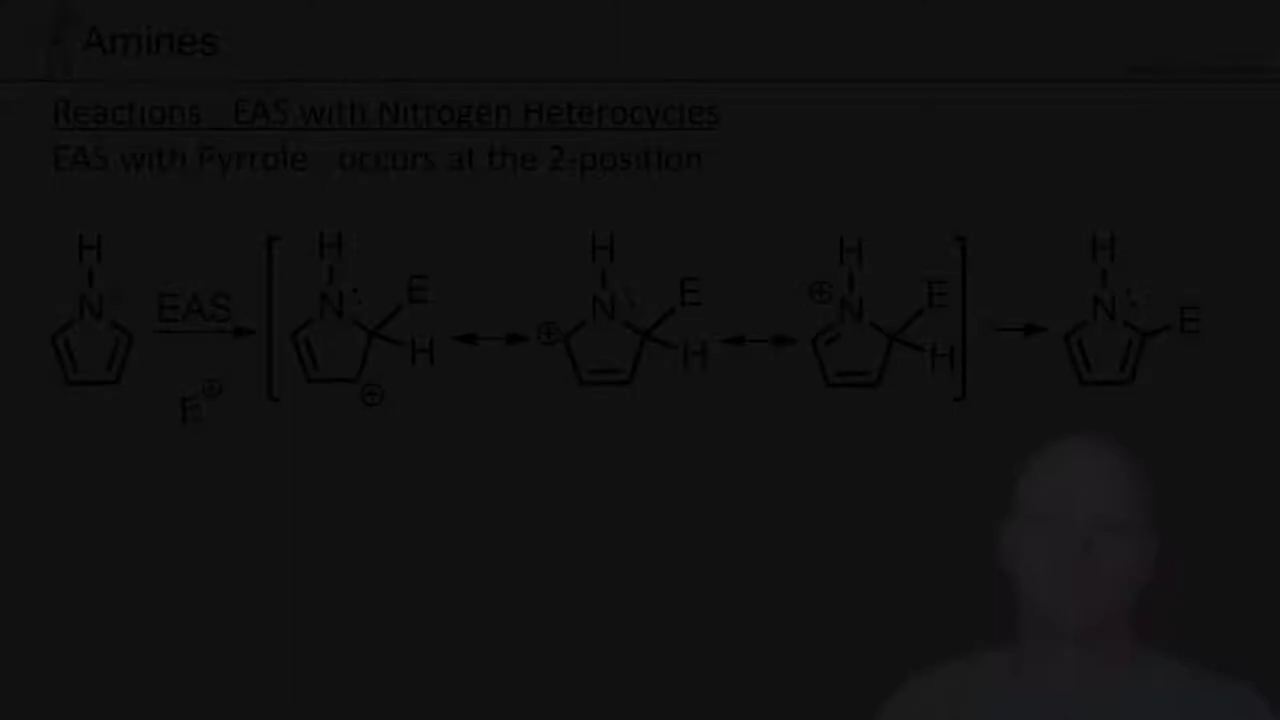 Amines
Reactions EAS with Nitrogen Heterocycles
EAS with Pyrrole occurs at the 2-position
H H H H H
N EAS N: E N: E ⊕ N E N: E
H ⊕ H H
E⊕ ⊕